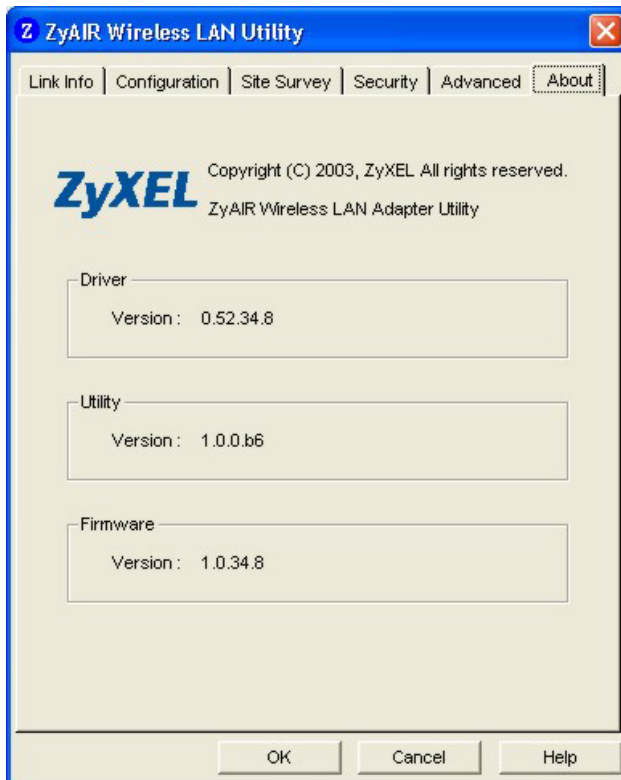 Z ZyAIR Wireless LAN Utility
Link Info Configuration Site Survey Security Advanced About
ZyXEL
Copyright (C) 2003, ZyXEL All rights reserved.
ZyAIR Wireless LAN Adapter Utility
Driver
Version : 0.52.34.8
Utility
Version : 1.0.0.b6
Firmware
Version : 1.0.34.8
OK Cancel Help